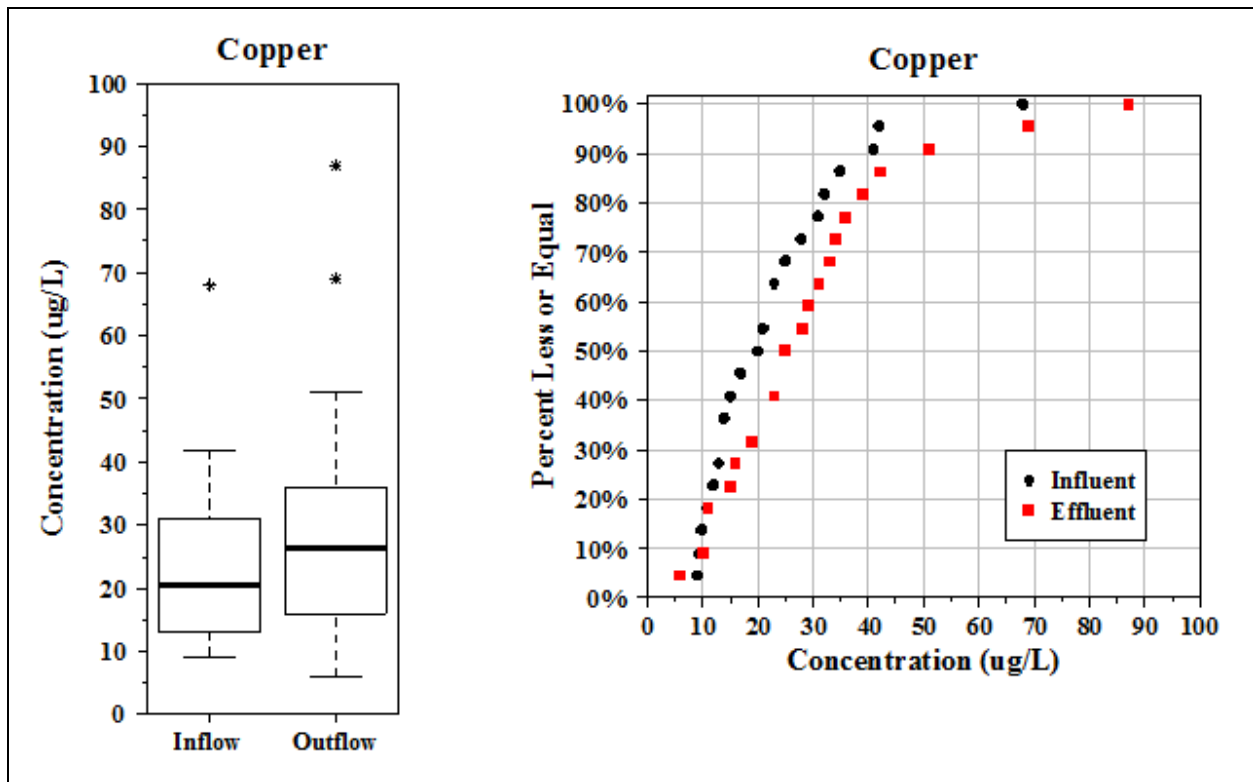 Copper
Concentration (ug/L)
100
90
80
70
60
50
40
30
20
10
0
Inflow Outflow
Copper
Percent Less or Equal
100%
90%
80%
70%
60%
50%
40%
30%
20%
10%
0%
Influent
Effluent
0 10 20 30 40 50 60 70 80 90 100
Concentration (ug/L)